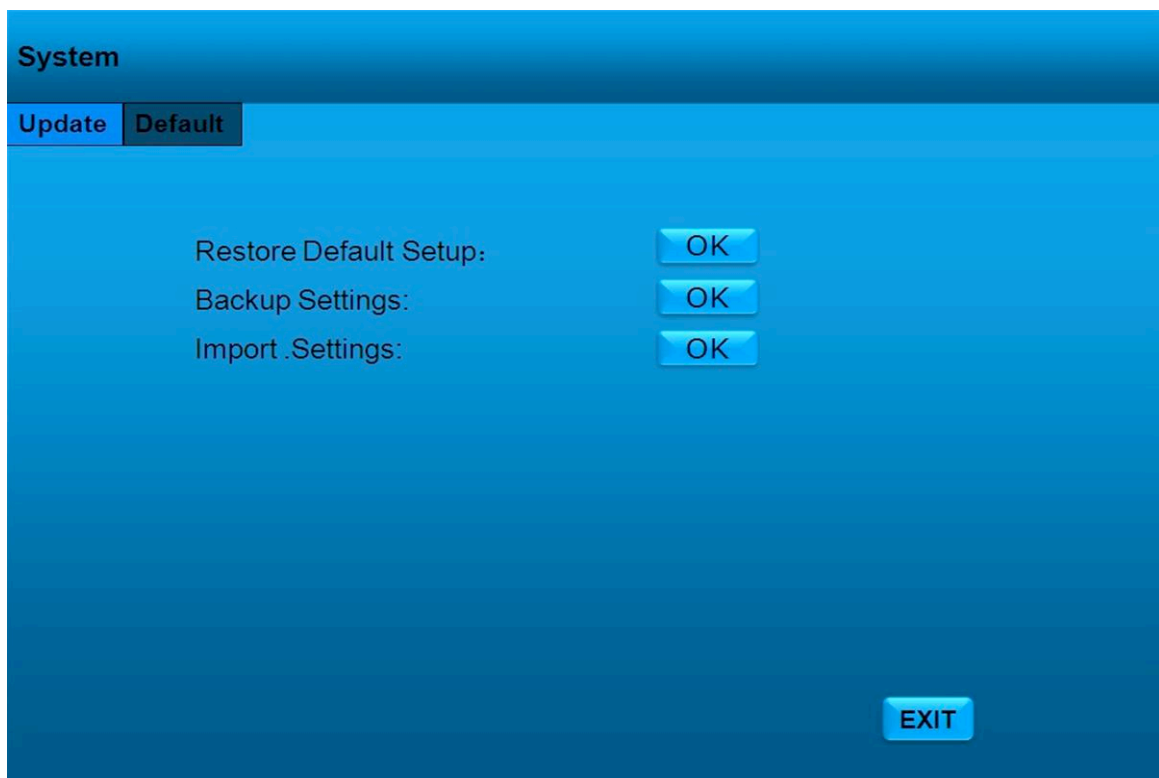 System
Update Default
Restore Default Setup： OK
Backup Settings: OK
Import .Settings: OK
EXIT